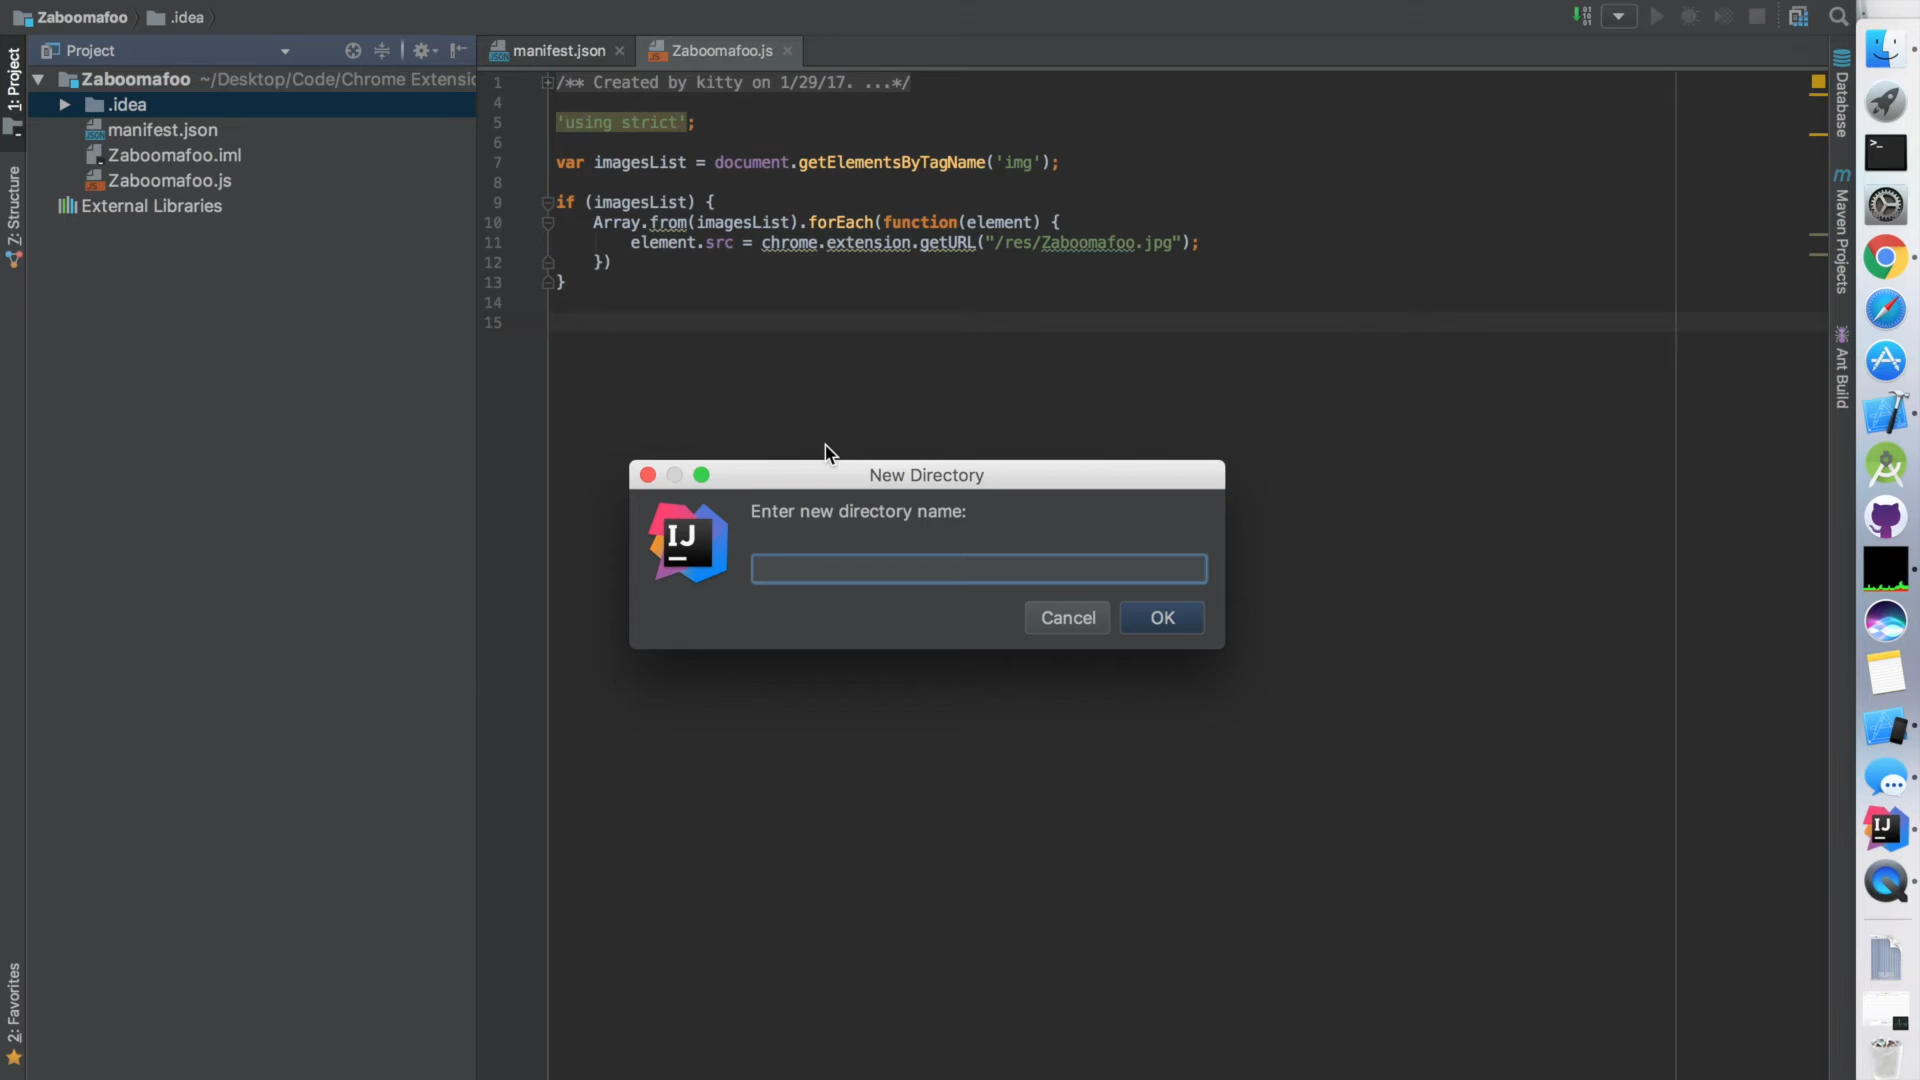 Zaboomafoo .idea
Project
manifest.json
Zaboomafoo.js
1: Project
Zaboomafoo ~/Desktop/Code/Chrome Extensic
.idea
manifest.json
Zaboomafoo.iml
Zaboomafoo.js
External Libraries
Z: Structure
2: Favorites
1 /** Created by kitty on 1/29/17. ...*/
4
5 'using strict';
6
7 var imagesList = document.getElementsByTagName('img');
8
9 if (imagesList) {
10 Array.from(imagesList).forEach(function(element) {
11 element.src = chrome.extension.getURL("/res/Zaboomafoo.jpg");
12 })
13 }
14
15
New Directory
IJ
Enter new directory name:
Cancel OK
Database
m Maven Projects
Ant Build
>_
IJ